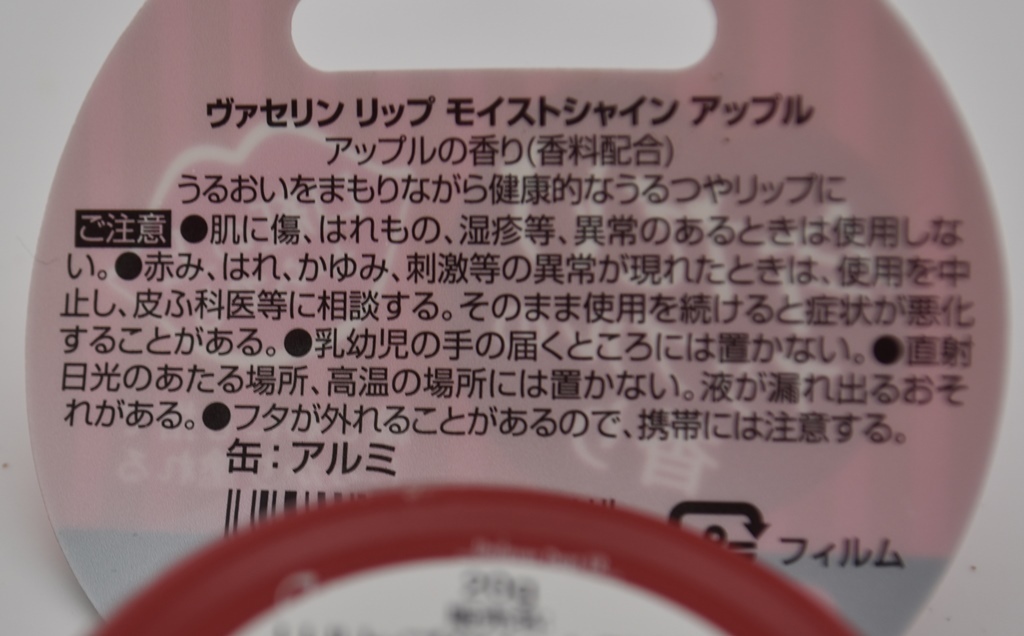 ヴァセリン リップ モイストシャイン アップル
アップルの香り(香料配合)
うるおいをまもりながら健康的なうるつやリップに
ご注意 ●肌に傷、はれもの、湿疹等、異常のあるときは使用しな
い。●赤み、はれ、かゆみ、刺激等の異常が現れたときは、使用を中
止し、皮ふ科医等に相談する。そのまま使用を続けると症状が悪化
することがある。●乳幼児の手の届くところには置かない。●直射
日光のあたる場所、高温の場所には置かない。液が漏れ出るおそ
れがある。●フタが外れることがあるので、携帯には注意する。
缶：アルミ
フィルム
20g